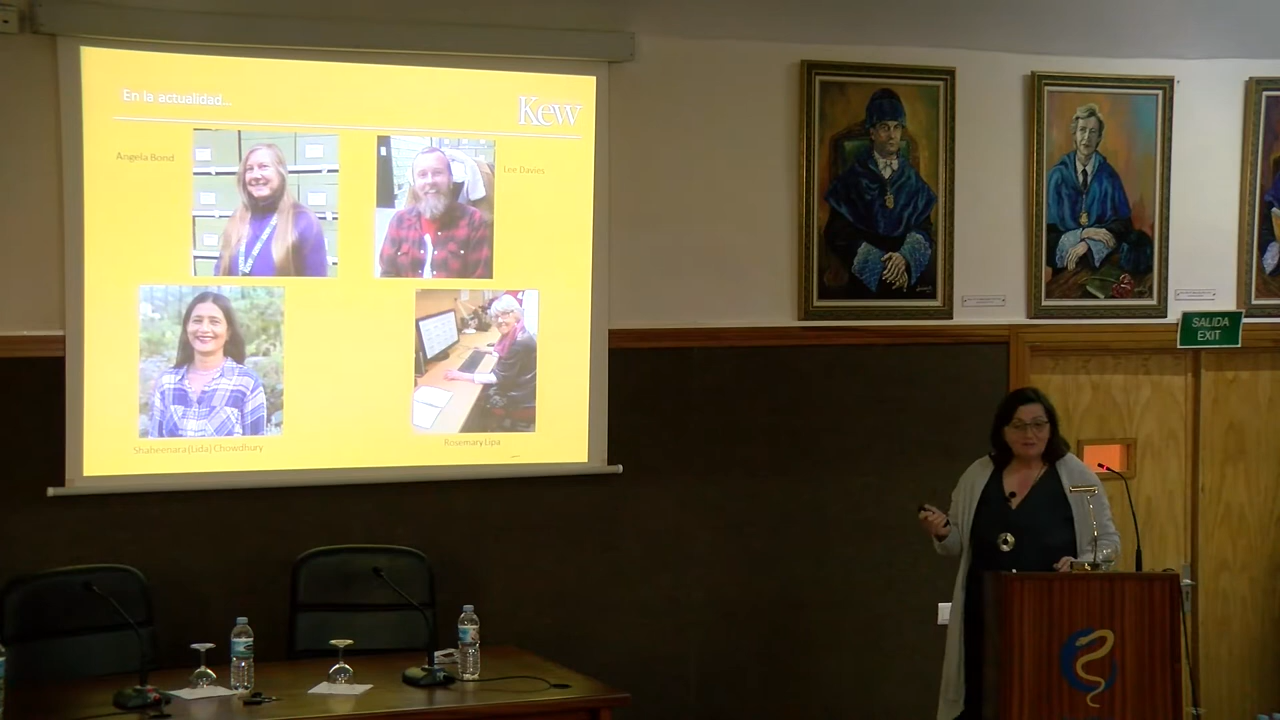 En la actualidad...
Kew
Angela Bond
Lee Davies
Shaheenara (Lida) Chowdhury
Rosemary Lipa
SALIDA
EXIT